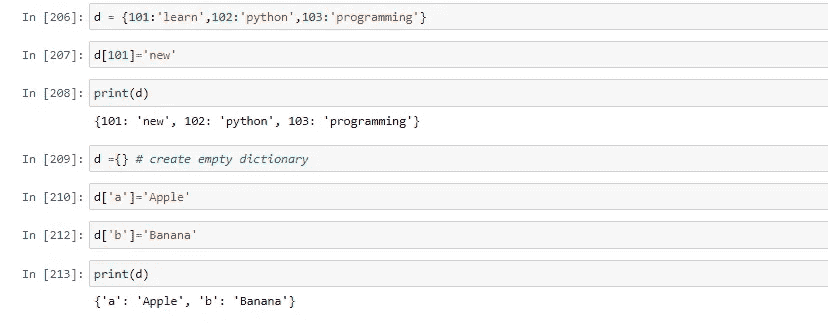 In [206]: d = {101:'learn',102:'python',103:'programming'}
In [207]: d[101]='new'
In [208]: print(d)
{101: 'new', 102: 'python', 103: 'programming'}
In [209]: d ={} # create empty dictionary
In [210]: d['a']='Apple'
In [212]: d['b']='Banana'
In [213]: print(d)
{'a': 'Apple', 'b': 'Banana'}